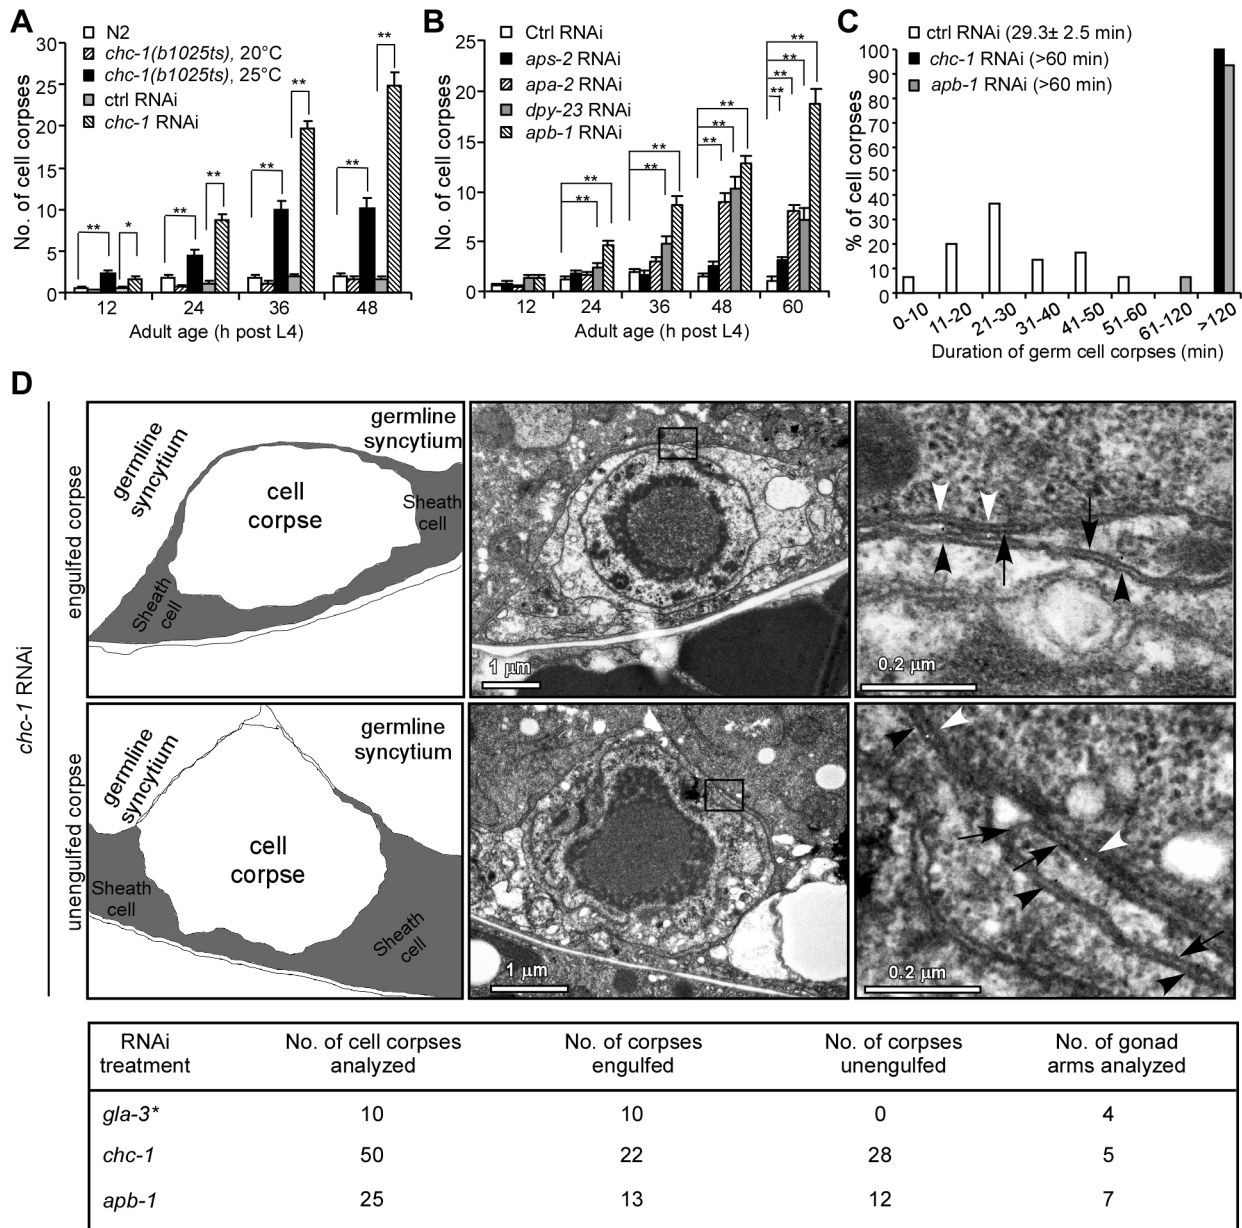 A
N2
chc-1(b1025ts), 20°C
chc-1(b1025ts), 25°C
ctrl RNAi
chc-1 RNAi
No. of cell corpses
30
25
20
15
10
5
0
** * ** ** ** ** ** **
12 24 36 48
Adult age (h post L4)
B
Ctrl RNAi
aps-2 RNAi
apa-2 RNAi
dpy-23 RNAi
apb-1 RNAi
No. of cell corpses
25
20
15
10
5
0
** ** ** ** ** ** ** ** ** ** **
12 24 36 48 60
Adult age (h post L4)
C
ctrl RNAi (29.3± 2.5 min)
chc-1 RNAi (>60 min)
apb-1 RNAi (>60 min)
% of cell corpses
100
90
80
70
60
50
40
30
20
10
0
0-10 11-20 21-30 31-40 41-50 51-60 61-120 >120
Duration of germ cell corpses (min)
D
chc-1 RNAi
engulfed corpse
germline
syncytium
germline
syncytium
cell
corpse
Sheath
cell
Sheath
cell
1 μm
0.2 μm
unengulfed corpse
germline
syncytium
germline
syncytium
cell
corpse
Sheath
cell
Sheath
cell
1 μm
0.2 μm
RNAi treatment
No. of cell corpses analyzed
No. of corpses engulfed
No. of corpses unengulfed
No. of gonad arms analyzed
gla-3* 10 10 0 4
chc-1 50 22 28 5
apb-1 25 13 12 7